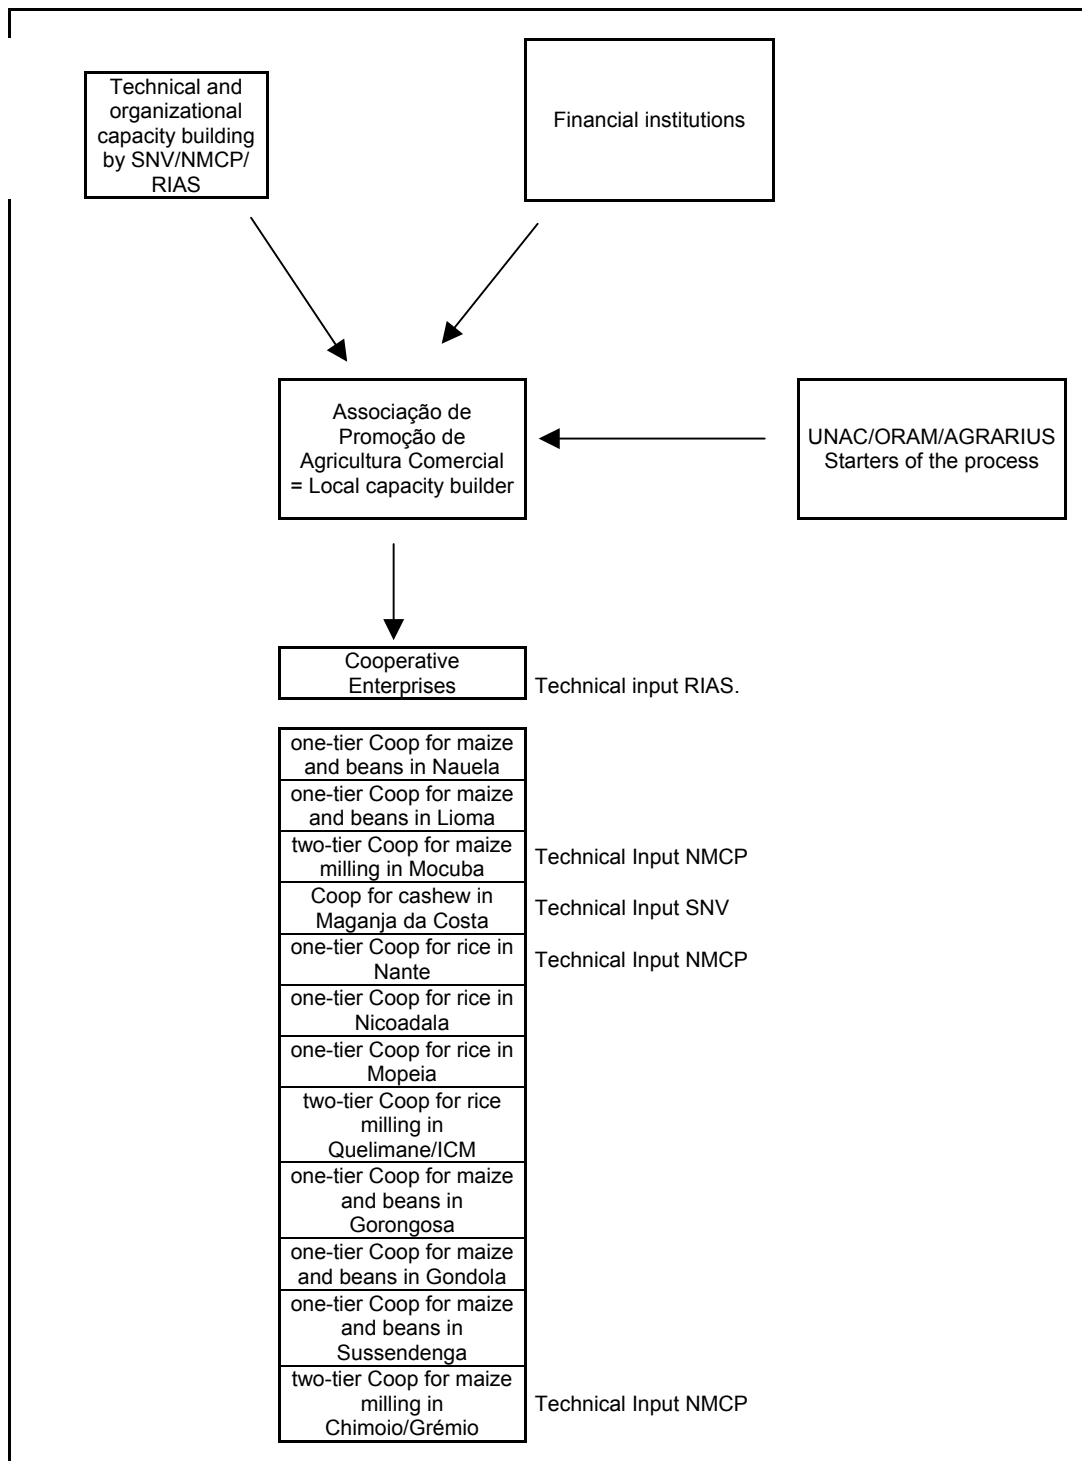 Technical and
organizational
capacity building
by SNV/NMCP/
RIAS
Financial institutions
Associação de
Promoção de
Agricultura Comercial
= Local capacity builder
UNAC/ORAM/AGRARIUS
Starters of the process
Cooperative
Enterprises
Technical input RIAS.
one-tier Coop for maize
and beans in Nauela
one-tier Coop for maize
and beans in Lioma
two-tier Coop for maize
milling in Mocuba
Technical Input NMCP
Coop for cashew in
Maganja da Costa
Technical Input SNV
one-tier Coop for rice in
Nante
Technical Input NMCP
one-tier Coop for rice in
Nicoadala
one-tier Coop for rice in
Mopeia
two-tier Coop for rice
milling in
Quelimane/ICM
one-tier Coop for maize
and beans in
Gorongosa
one-tier Coop for maize
and beans in Gondola
one-tier Coop for maize
and beans in
Sussendenga
two-tier Coop for maize
milling in
Chimoio/Grémio
Technical Input NMCP